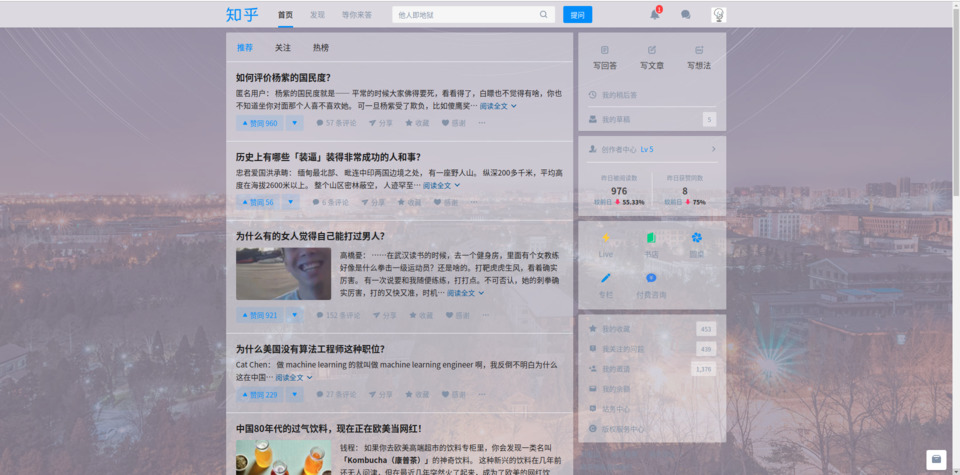 知乎
首页
发现
等你来答
他人即地狱
提问
1
推荐
关注
热榜
如何评价杨紫的国民度？
匿名用户： 杨紫的国民度就是—— 平常的时候大家佛得要死，看看得了，白嫖也不觉得有啥，你也
不知道坐你对面那个人喜不喜欢她。 可一旦杨紫受了欺负，比如傻鹰奖… 阅读全文
赞同 960
57 条评论
分享
收藏
感谢
历史上有哪些「装逼」装得非常成功的人和事？
忠君爱国洪承畴： 缅甸最北部、 毗连中印两国边境之处， 有一座野人山。 纵深200多千米，平均高
度在海拔2600米以上。 整个山区密林蔽空， 人迹罕至… 阅读全文
赞同 56
6 条评论
分享
收藏
感谢
为什么有的女人觉得自己能打过男人？
高橋憂： ……在武汉读书的时候，去一个健身房，里面有个女教练
好像是什么拳击一级运动员？还是啥的。打靶虎虎生风，看着确实
厉害。 有一次说要和我随便练练，打打点。不可否认，她的刺拳确
实厉害，打的又快又准，时机… 阅读全文
赞同 921
152 条评论
分享
收藏
感谢
为什么美国没有算法工程师这种职位？
Cat Chen： 做 machine learning 的就叫做 machine learning engineer 啊，我反倒不明白为什么
这在中国… 阅读全文
赞同 229
27 条评论
分享
收藏
感谢
中国80年代的过气饮料，现在正在欧美当网红！
钱程： 如果你去欧美高端超市的饮料专柜里，你会发现一类名叫
「Kombucha（康普茶）」的神奇饮料。 这种新兴的饮料在几年前
还无人问津，但在最近几年突然火了起来，成为了欧美的网红饮
写回答
写文章
写想法
我的稍后答
我的草稿
5
创作者中心 Lv 5
昨日被阅读数
976
较前日 55.33%
昨日获赞同数
8
较前日 75%
Live
书店
圆桌
专栏
付费咨询
我的收藏
453
我关注的问题
我的邀请
我的余额
站务中心
版权服务中心